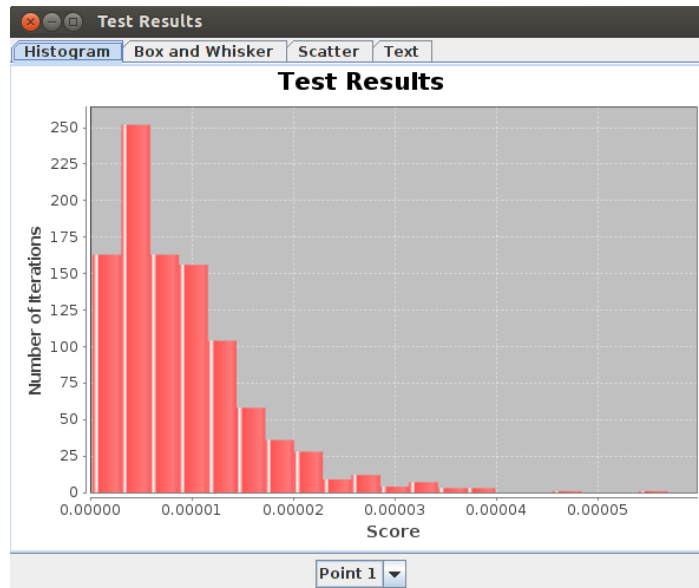 Test Results
Histogram Box and Whisker Scatter Text
Test Results
Number of Iterations
250
225
200
175
150
125
100
75
50
25
0
0.00000 0.00001 0.00002 0.00003 0.00004 0.00005
Score
Point 1